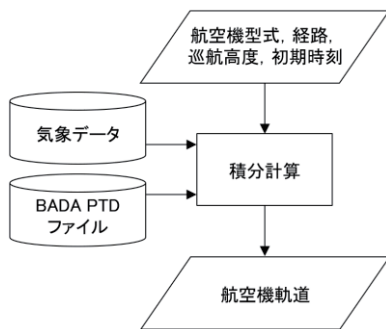 航空機型式，経路，
巡航高度，初期時刻
気象データ
積分計算
BADA PTD
ファイル
航空機軌道